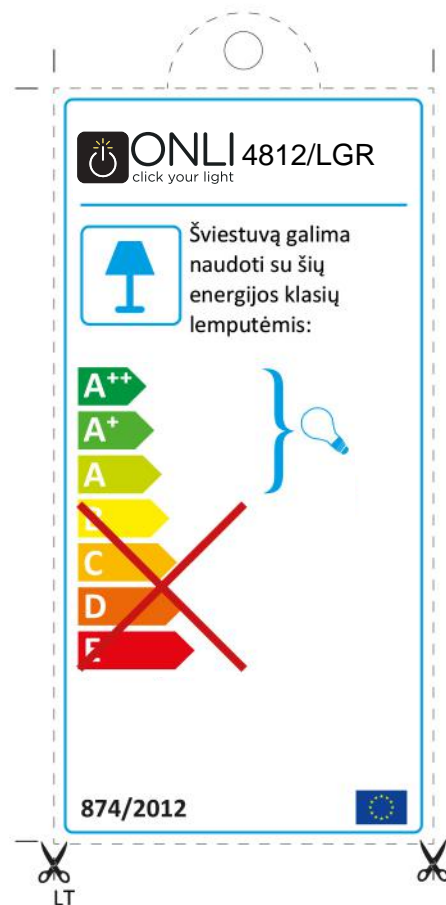 ONLI 4812/LGR
click your light
Šviestuvą galima
naudoti su šių
energijos klasių
lemputėmis:
A++
A+
A
B
C
D
E
874/2012
LT